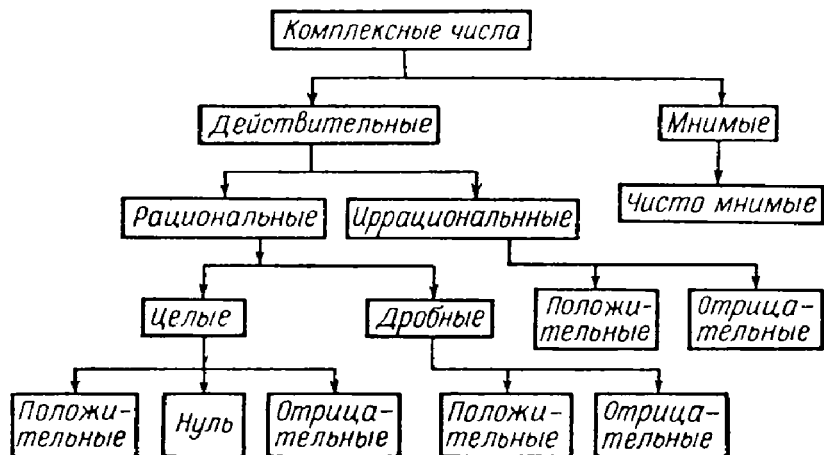 Комплексные числа
Действительные
Мнимые
Рациональные
Иррациональнные
Чисто мнимые
Целые
Дробные
Положи-
тельные
Отрица-
тельные
Положи-
тельные
Нуль
Отрица-
тельные
Положи-
тельные
Отрица-
тельные